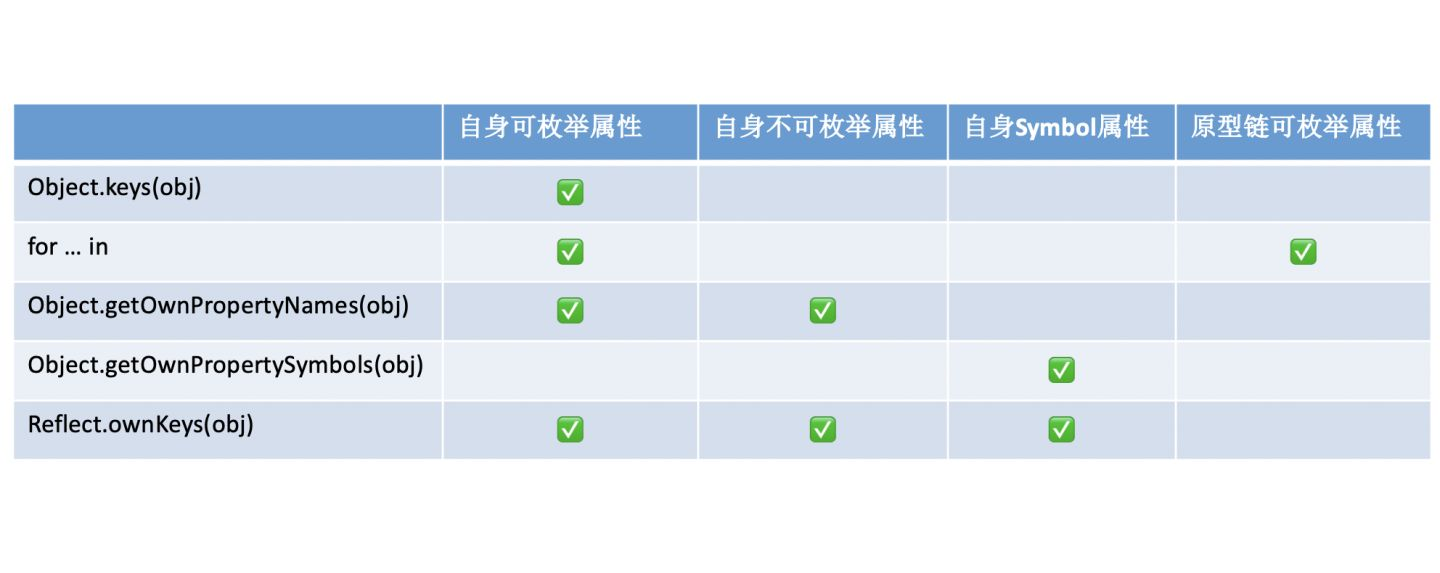 自身可枚举属性 自身不可枚举属性 自身Symbol属性 原型链可枚举属性
Object.keys(obj) ✅
for ... in ✅ ✅
Object.getOwnPropertyNames(obj) ✅ ✅
Object.getOwnPropertySymbols(obj) ✅
Reflect.ownKeys(obj) ✅ ✅ ✅